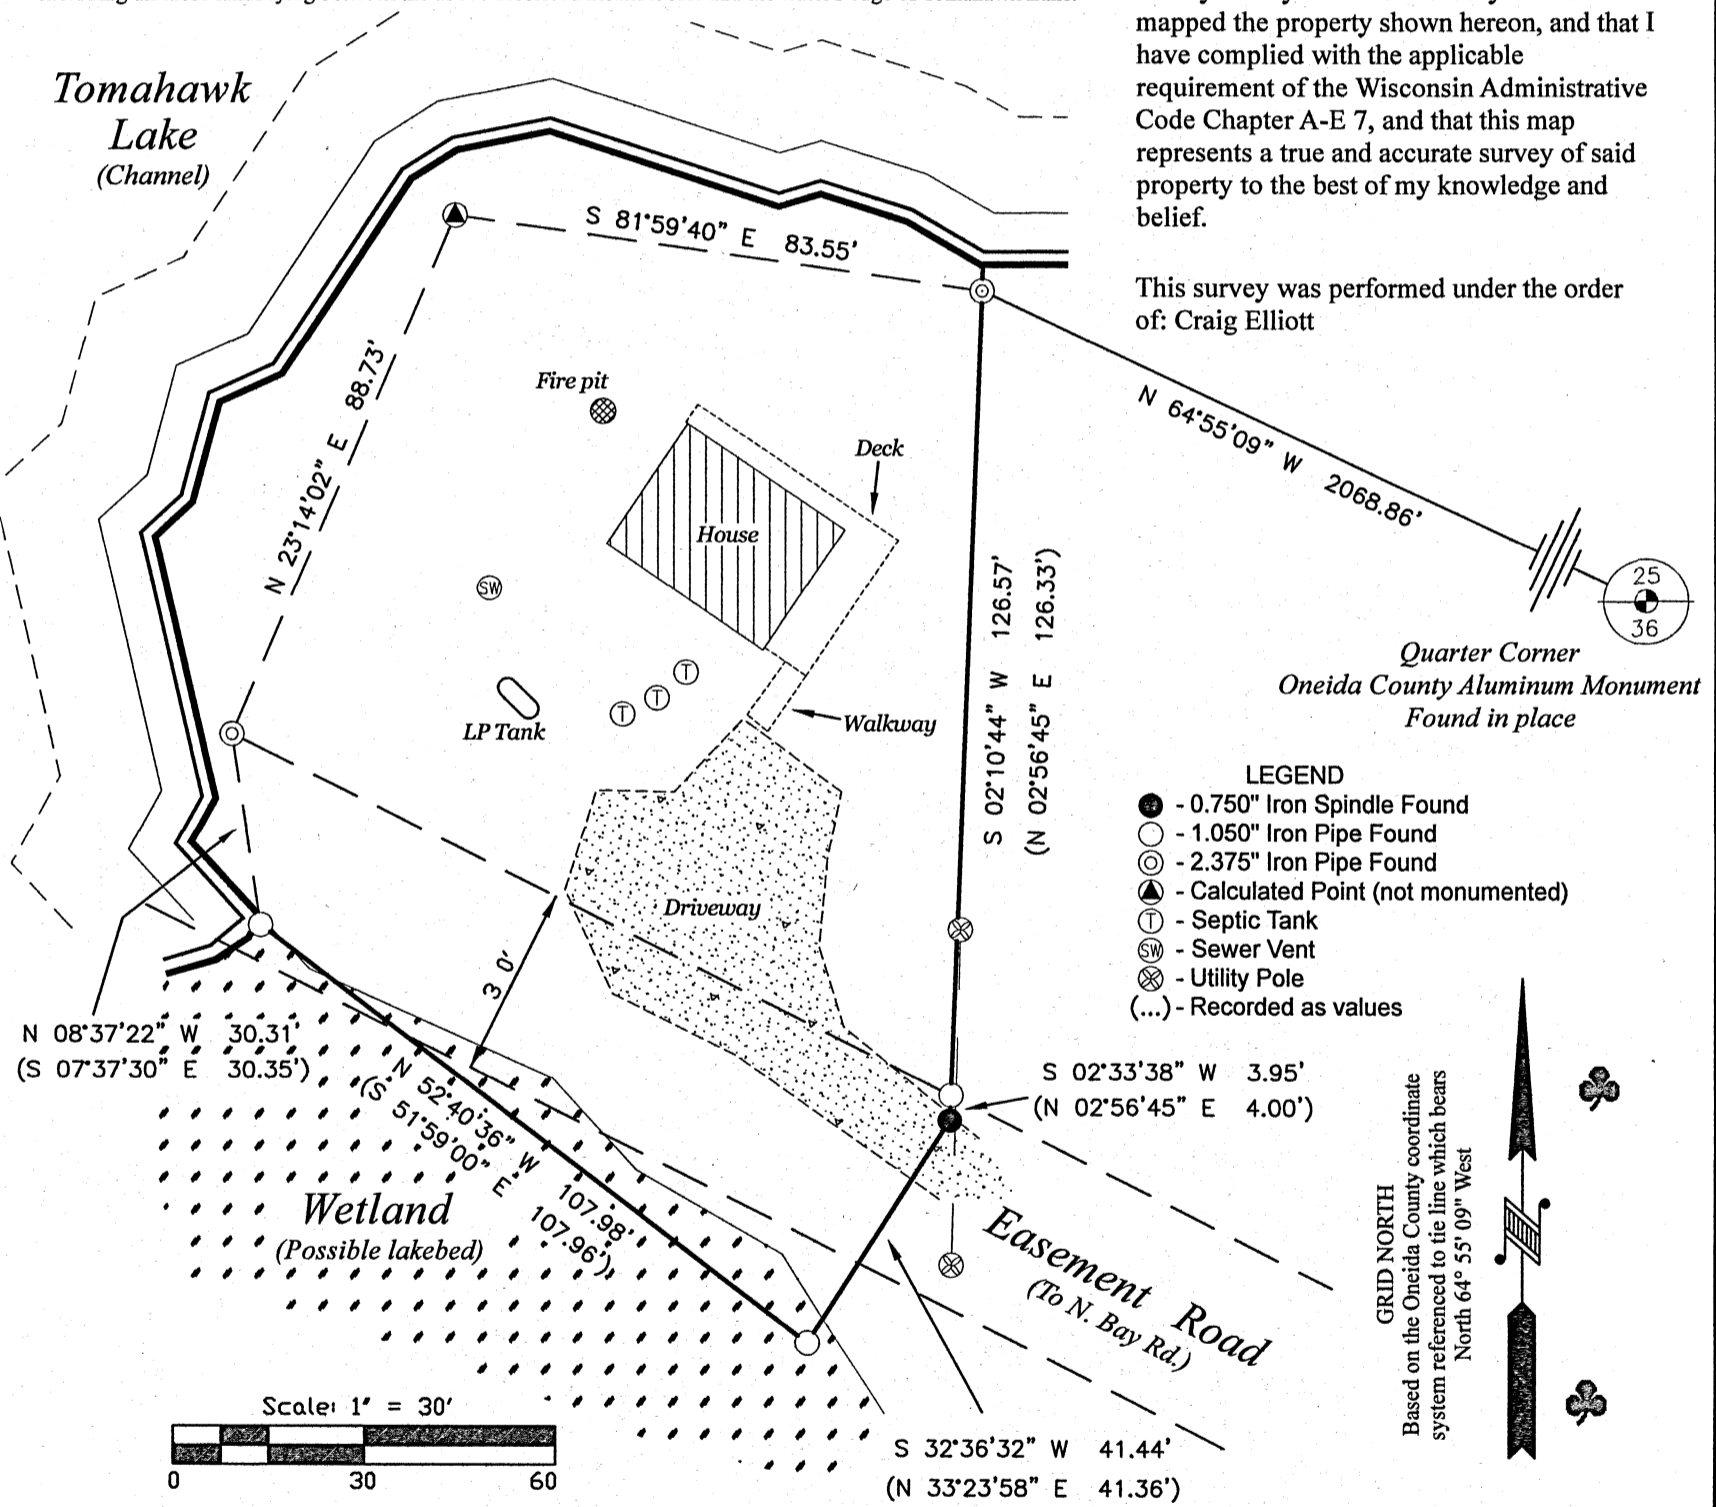 mapped the property shown hereon, and that I
have complied with the applicable
requirement of the Wisconsin Administrative
Code Chapter A-E 7, and that this map
represents a true and accurate survey of said
property to the best of my knowledge and
belief.
This survey was performed under the order
of: Craig Elliott
Tomahawk
Lake
(Channel)
S 81°59'40" E 83.55'
N 23°14'02" E 88.73'
Fire pit
Deck
House
SW
T
T
T
LP Tank
Walkway
Driveway
N 64°55'09" W 2068.86'
25
36
Quarter Corner
Oneida County Aluminum Monument
Found in place
S 02°10'44" W 126.57'
(N 02°56'45" E 126.33')
LEGEND
- 0.750" Iron Spindle Found
- 1.050" Iron Pipe Found
- 2.375" Iron Pipe Found
- Calculated Point (not monumented)
T - Septic Tank
SW - Sewer Vent
- Utility Pole
(...) - Recorded as values
3 0'
N 08°37'22" W 30.31'
(S 07°37'30" E 30.35')
S 02°33'38" W 3.95'
(N 02°56'45" E 4.00')
N 52°40'36" W 107.98'
(S 51°59'00" E 107.96')
Wetland
(Possible lakebed)
Easement Road
(To N. Bay Rd.)
GRID NORTH
Based on the Oneida County coordinate
system referenced to tie line which bears
North 64° 55' 09" West
Scale: 1" = 30'
0 30 60
S 32°36'32" W 41.44'
(N 33°23'58" E 41.36')